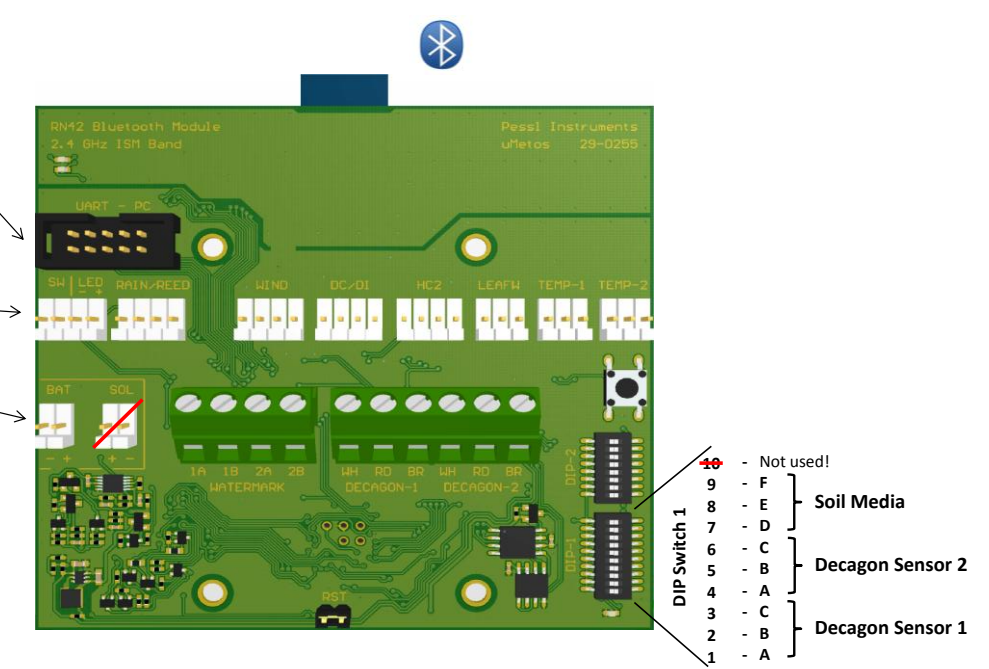 RN42 Bluetooth Module
2.4 GHz ISM Band
Pessl Instruments
uMetos 29-0255
UART - PC
SW | LED
- +
RAIN/REED
WIND
DC/DI
HC2
LEAFW
TEMP-1
TEMP-2
BAT
SOL
- +
+ -
1A 1B 2A 2B
WATERMARK
WH RD BR WH RD BR
DECAGON-1 DECAGON-2
DIP-2
DIP-1
RST
DIP Switch 1
10 - Not used!
9 - F
8 - E
7 - D
Soil Media
6 - C
5 - B
4 - A
Decagon Sensor 2
3 - C
2 - B
1 - A
Decagon Sensor 1